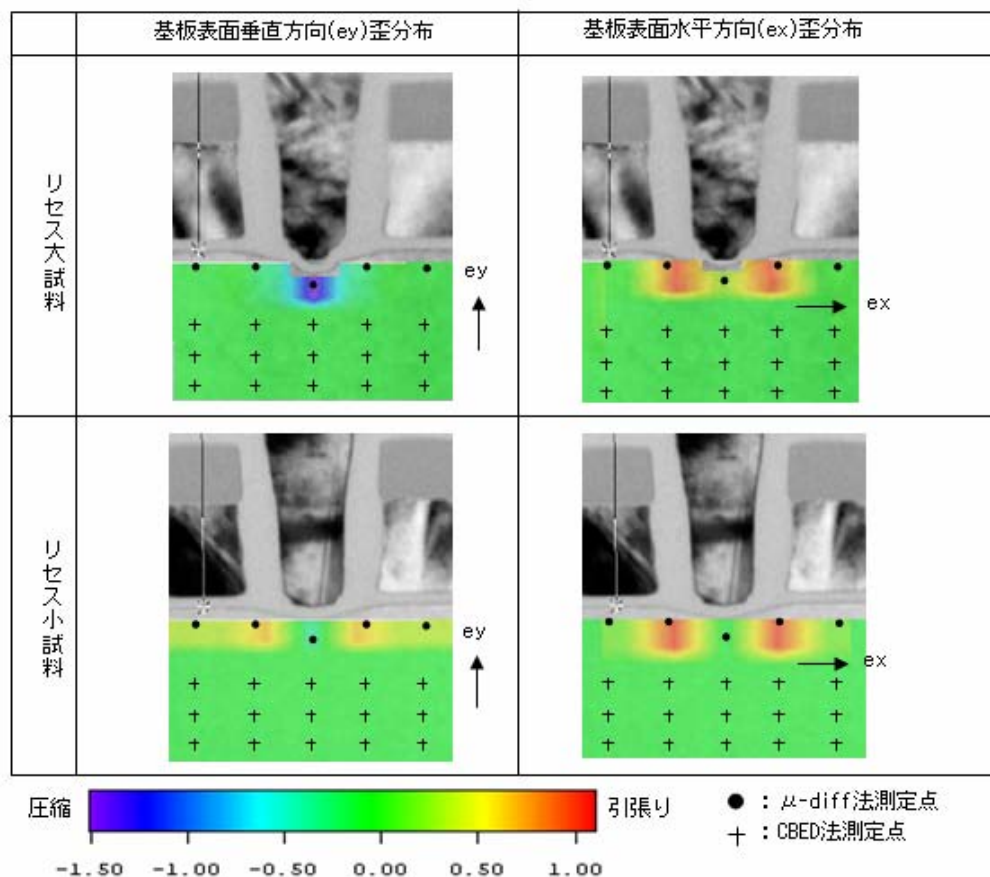 基板表面垂直方向(ey)歪分布
基板表面水平方向(ex)歪分布
リセス大試料
ey
ex
リセス小試料
ey
ex
圧縮
引張り
-1.50 -1.00 -0.50 0.00 0.50 1.00
● : μ-diff法測定点
+ : CBED法測定点